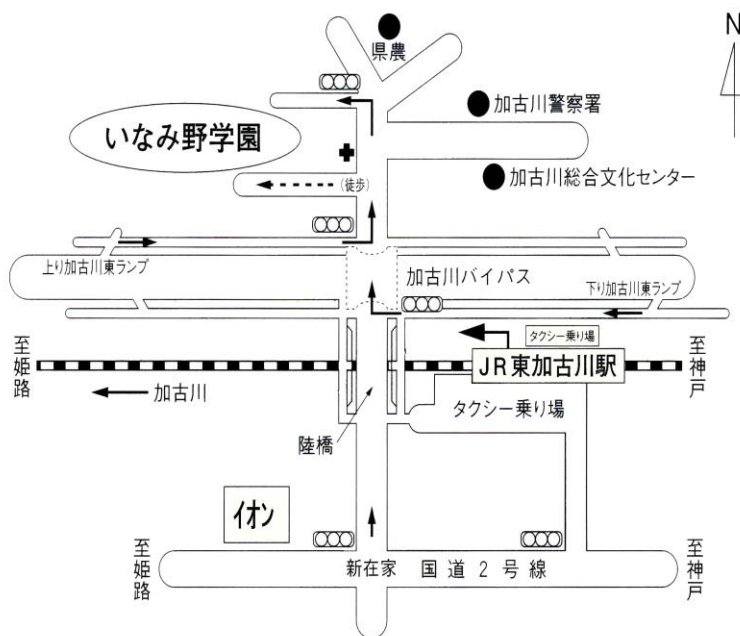 N
県農
加古川警察署
いなみ野学園
(徒歩)
加古川総合文化センター
上り加古川東ランプ
加古川バイパス
下り加古川東ランプ
タクシー乗り場
至姫路
JR東加古川駅
至神戸
加古川
タクシー乗り場
陸橋
イオン
至姫路
新在家
国道2号線
至神戸